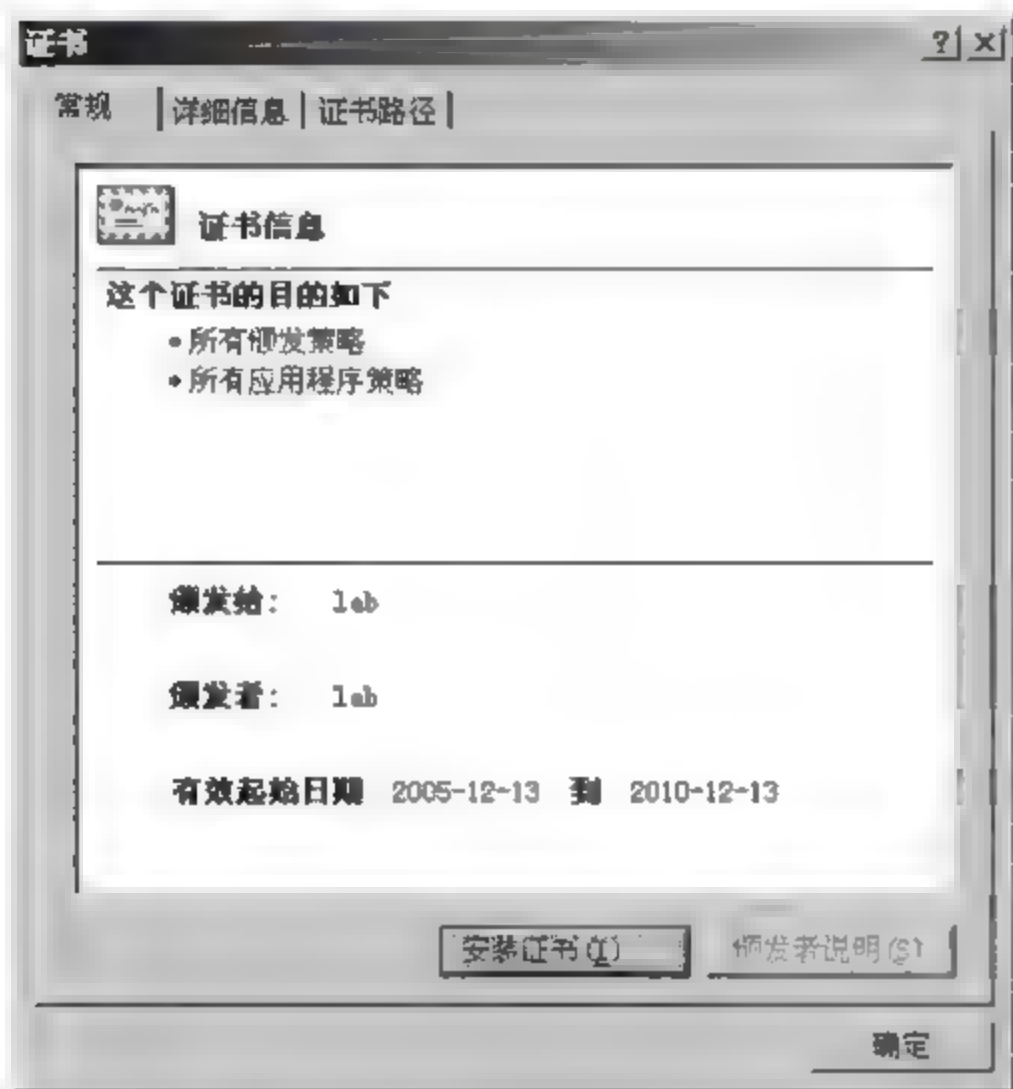 证书
常规 详细信息 证书路径
证书信息
这个证书的目的如下
•所有颁发策略
•所有应用程序策略
颁发给: lab
颁发者: lab
有效起始日期 2005-12-13 到 2010-12-13
安装证书(I) 颁发者说明(S)
确定